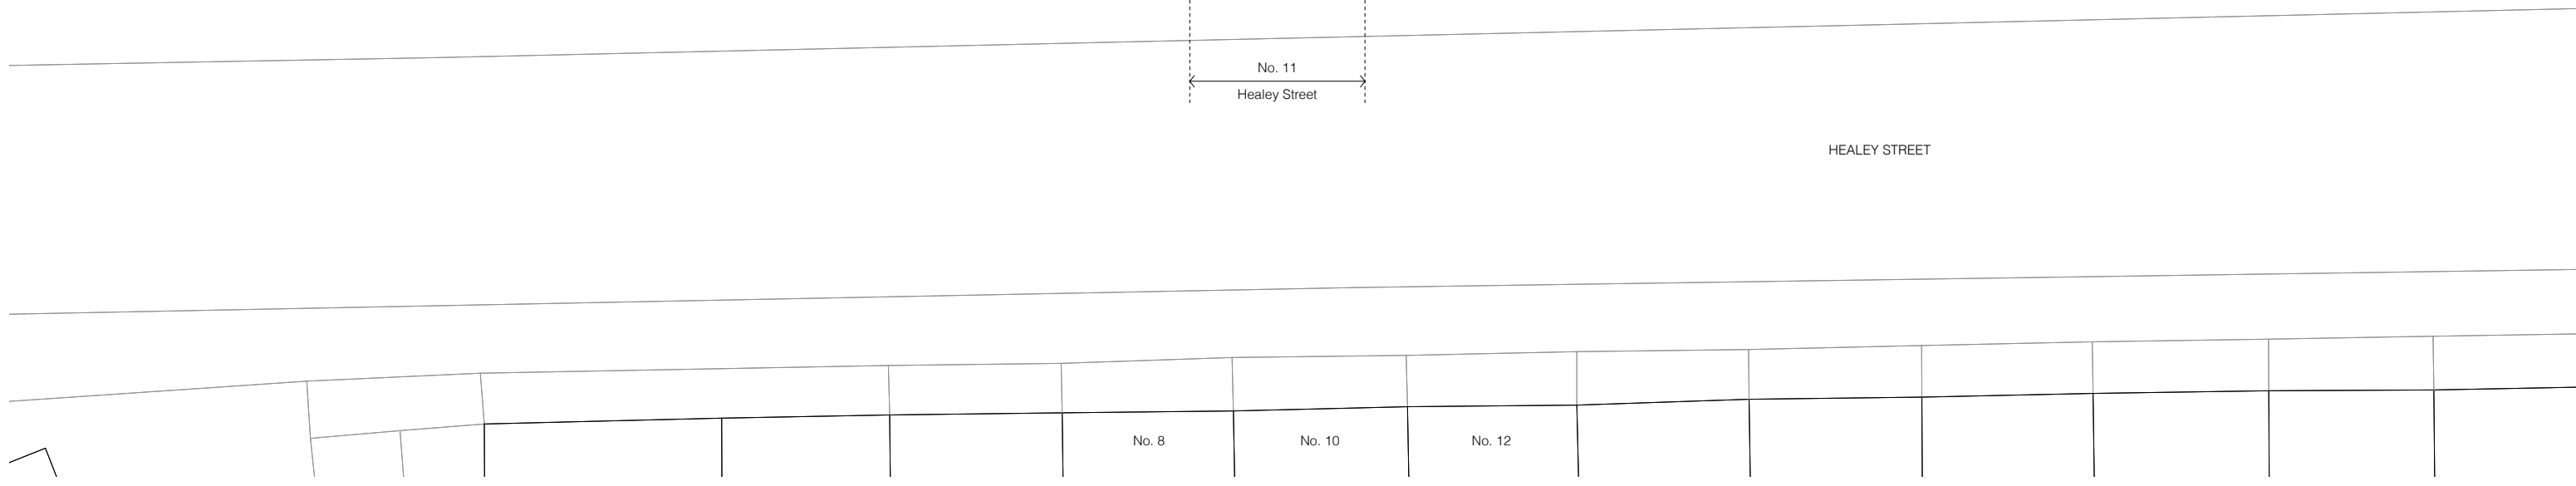 No. 11
Healey Street
HEALEY STREET
No. 8
No. 10
No. 12